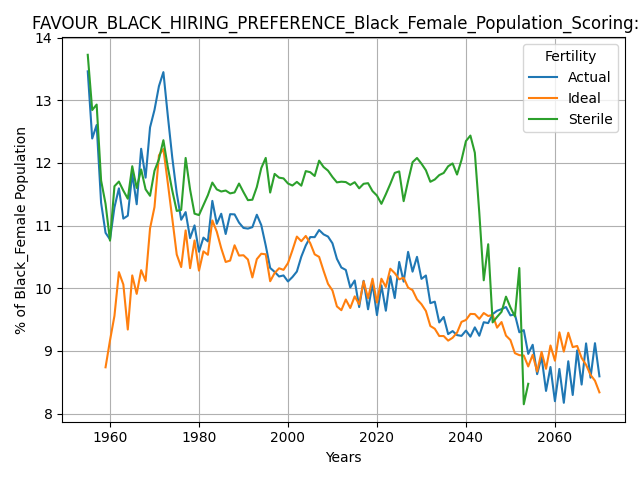 FAVOUR_BLACK_HIRING_PREFERENCE_Black_Female_Population_Scoring:
14
13
12
11
10
9
8
% of Black_Female Population
Fertility
Actual
Ideal
Sterile
1960 1980 2000 2020 2040 2060
Years